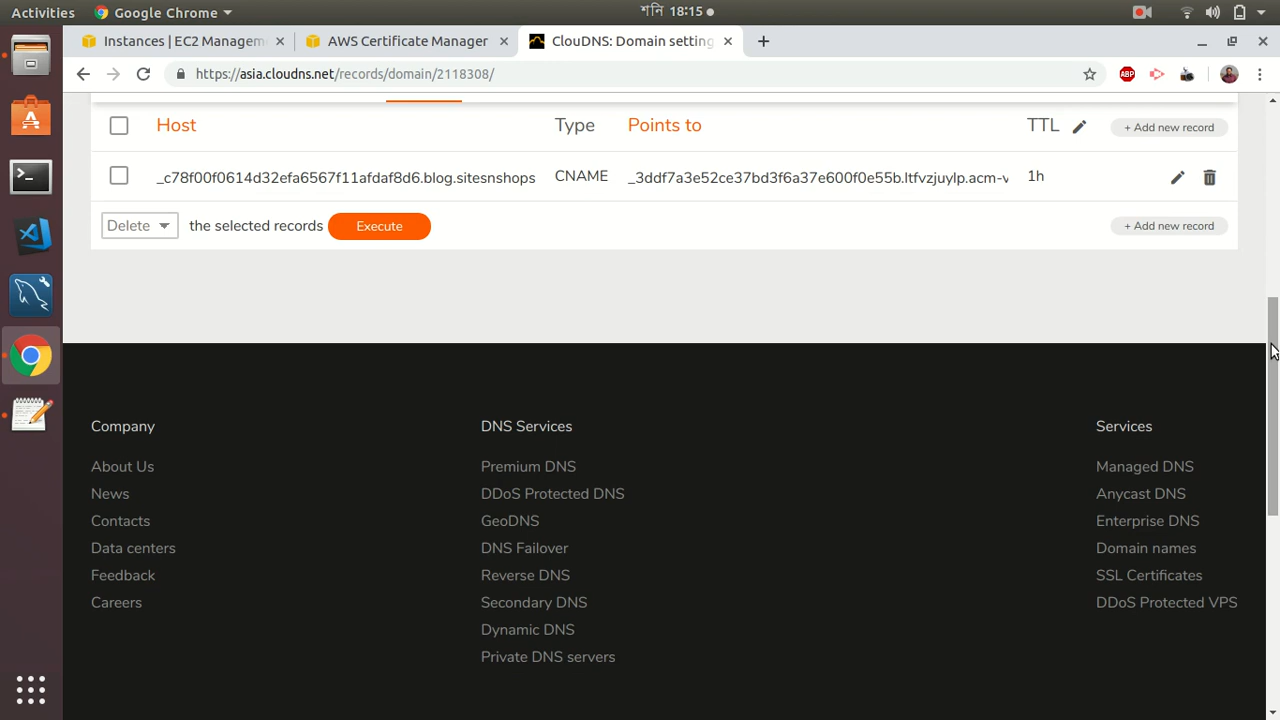 Activities
Google Chrome
শনি 18:15
Instances | EC2 Managem
AWS Certificate Manager
ClouDNS: Domain setting
https://asia.cloudns.net/records/domain/2118308/
ABP
Host Type Points to TTL + Add new record
_c78f00f0614d32efa6567f11afdaf8d6.blog.sitesnshops CNAME _3ddf7a3e52ce37bd3f6a37e600f0e55b.ltfvzjuylp.acm-v 1h
Delete the selected records Execute + Add new record
Company
About Us
News
Contacts
Data centers
Feedback
Careers
DNS Services
Premium DNS
DDoS Protected DNS
GeoDNS
DNS Failover
Reverse DNS
Secondary DNS
Dynamic DNS
Private DNS servers
Services
Managed DNS
Anycast DNS
Enterprise DNS
Domain names
SSL Certificates
DDoS Protected VPS